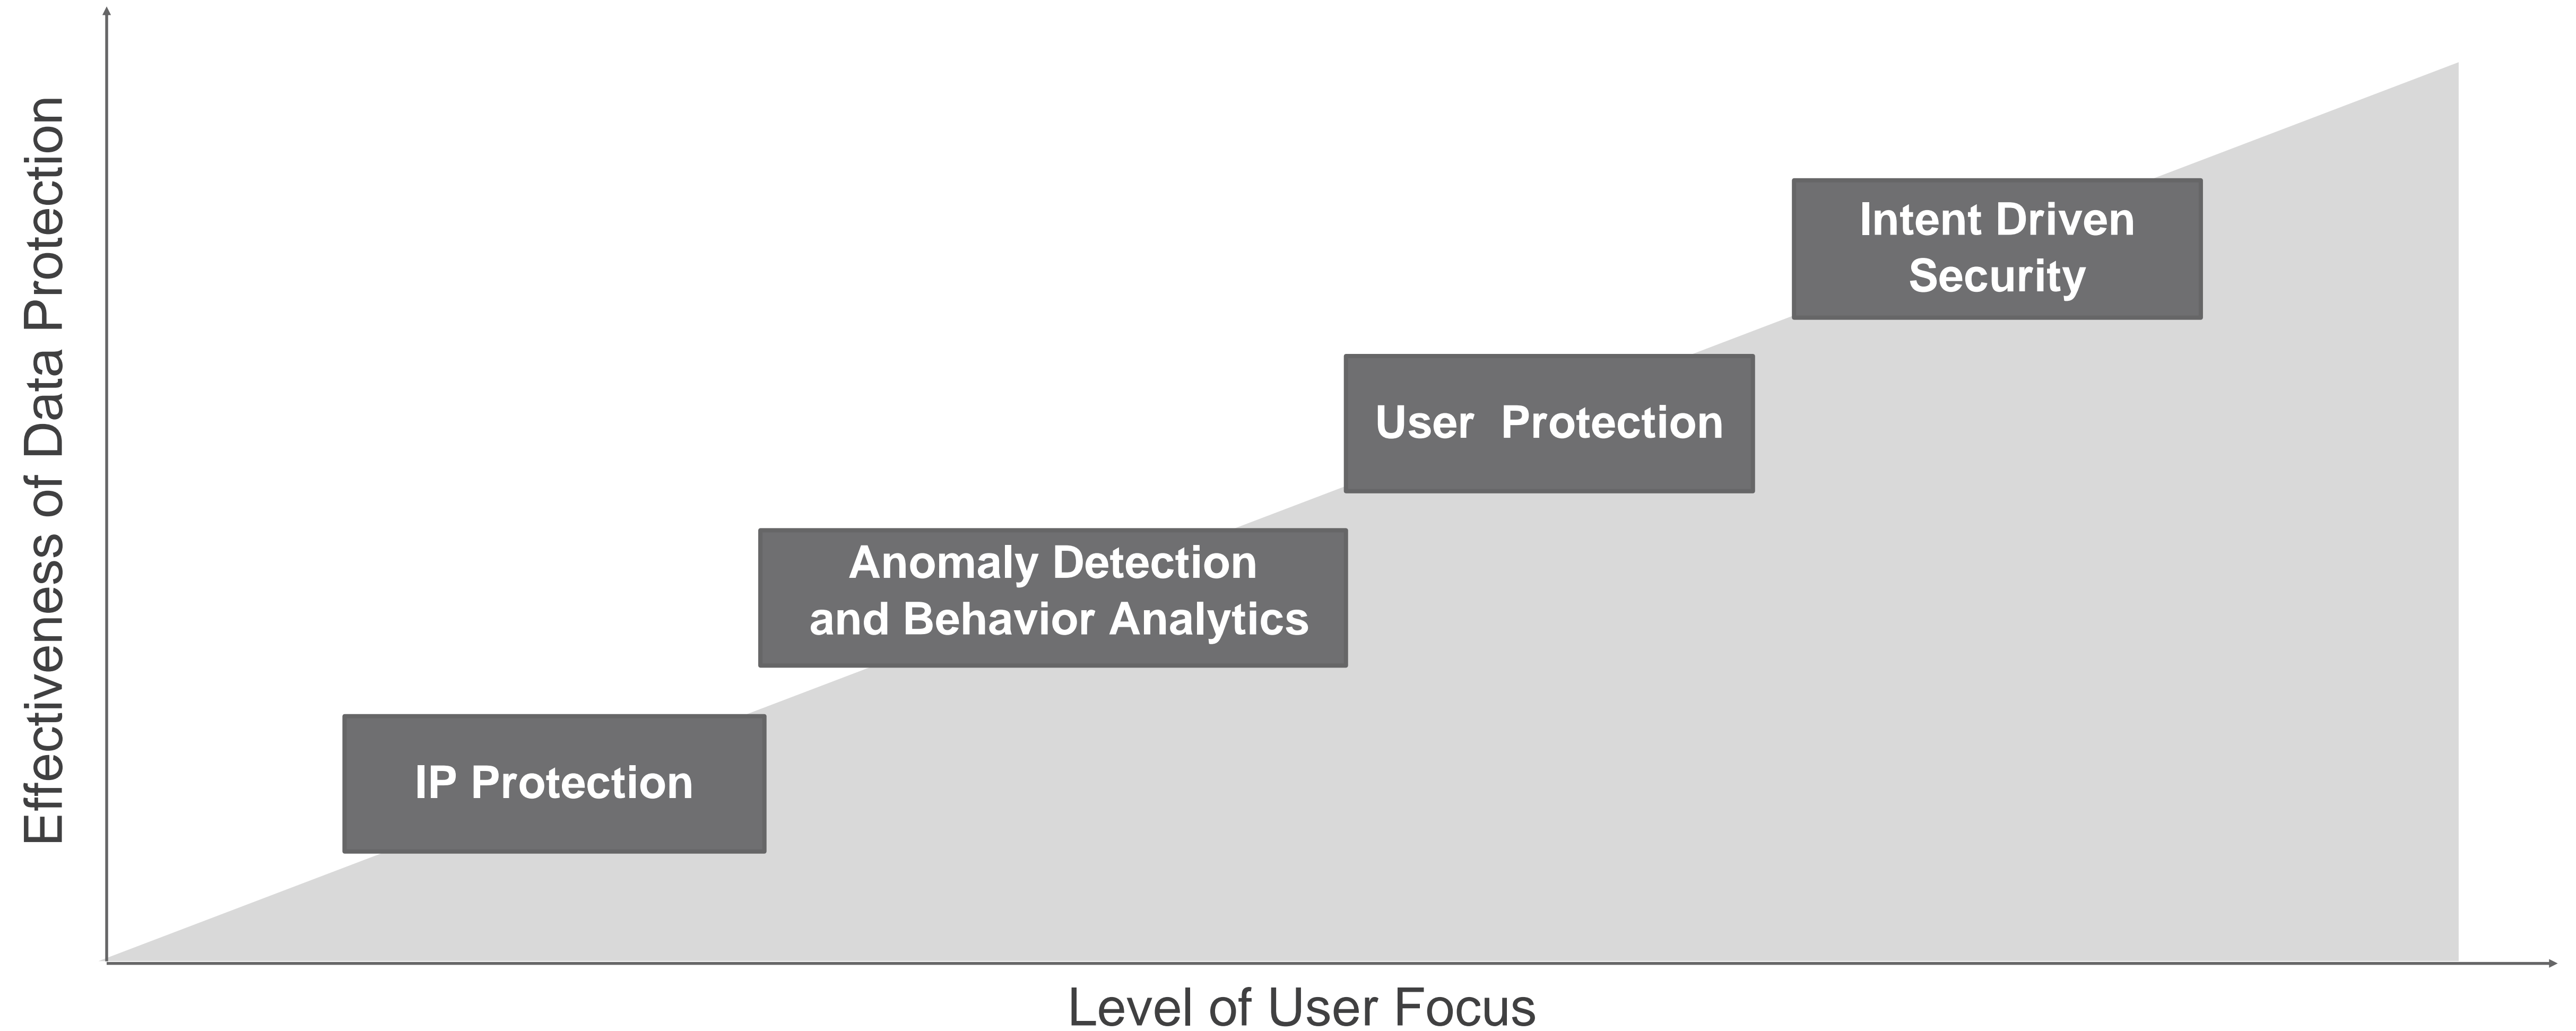 Effectiveness of Data Protection
Intent Driven
Security
User  Protection
Anomaly Detection
and Behavior Analytics
IP Protection
Level of User Focus